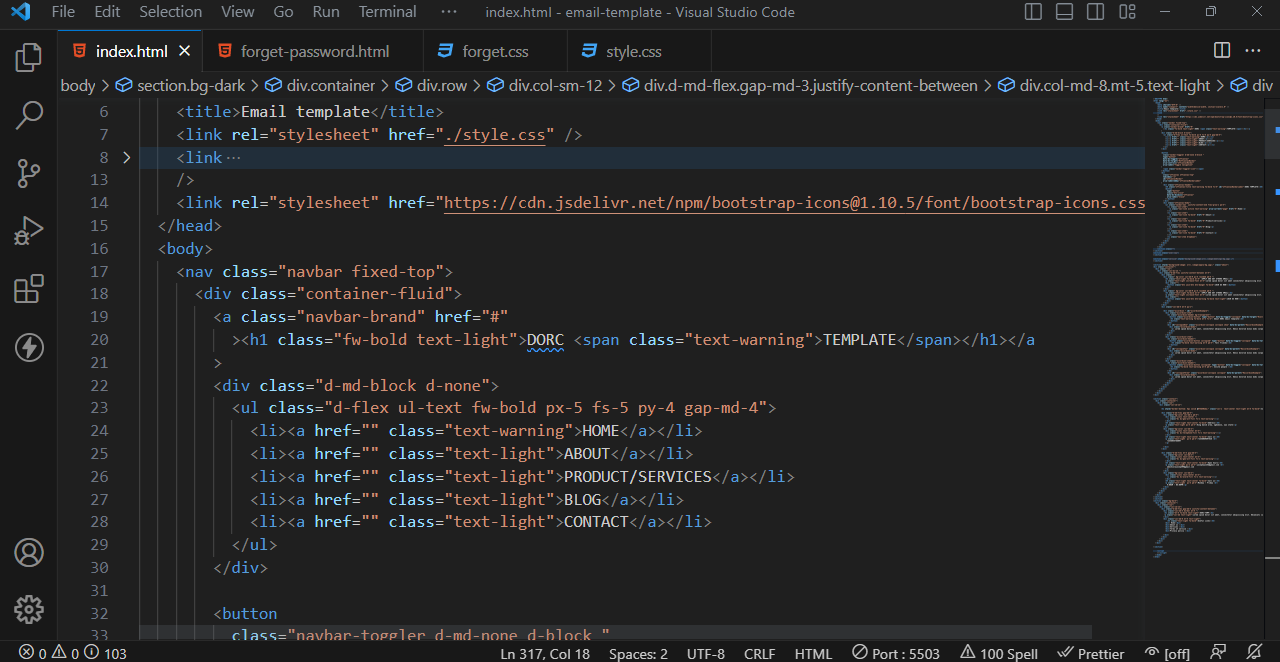 File Edit Selection View Go Run Terminal ··· index.html - email-template - Visual Studio Code
index.html forget-password.html forget.css style.css
body > section.bg-dark > div.container > div.row > div.col-sm-12 > div.d-md-flex.gap-md-3.justify-content-between > div.col-md-8.mt-5.text-light > div
6 <title>Email template</title>
7 <link rel="stylesheet" href="./style.css" />
8 <link ···
13 />
14 <link rel="stylesheet" href="https://cdn.jsdelivr.net/npm/bootstrap-icons@1.10.5/font/bootstrap-icons.css
15 </head>
16 <body>
17 <nav class="navbar fixed-top">
18 <div class="container-fluid">
19 <a class="navbar-brand" href="#"
20 ><h1 class="fw-bold text-light">DORC <span class="text-warning">TEMPLATE</span></h1></a
21 >
22 <div class="d-md-block d-none">
23 <ul class="d-flex ul-text fw-bold px-5 fs-5 py-4 gap-md-4">
24 <li><a href="" class="text-warning">HOME</a></li>
25 <li><a href="" class="text-light">ABOUT</a></li>
26 <li><a href="" class="text-light">PRODUCT/SERVICES</a></li>
27 <li><a href="" class="text-light">BLOG</a></li>
28 <li><a href="" class="text-light">CONTACT</a></li>
29 </ul>
30 </div>
31
32 <button
33 class="navbar-toggler d-md-none d-block "
0 0 103 Ln 317, Col 18 Spaces: 2 UTF-8 CRLF HTML Port : 5503 100 Spell Prettier [off]